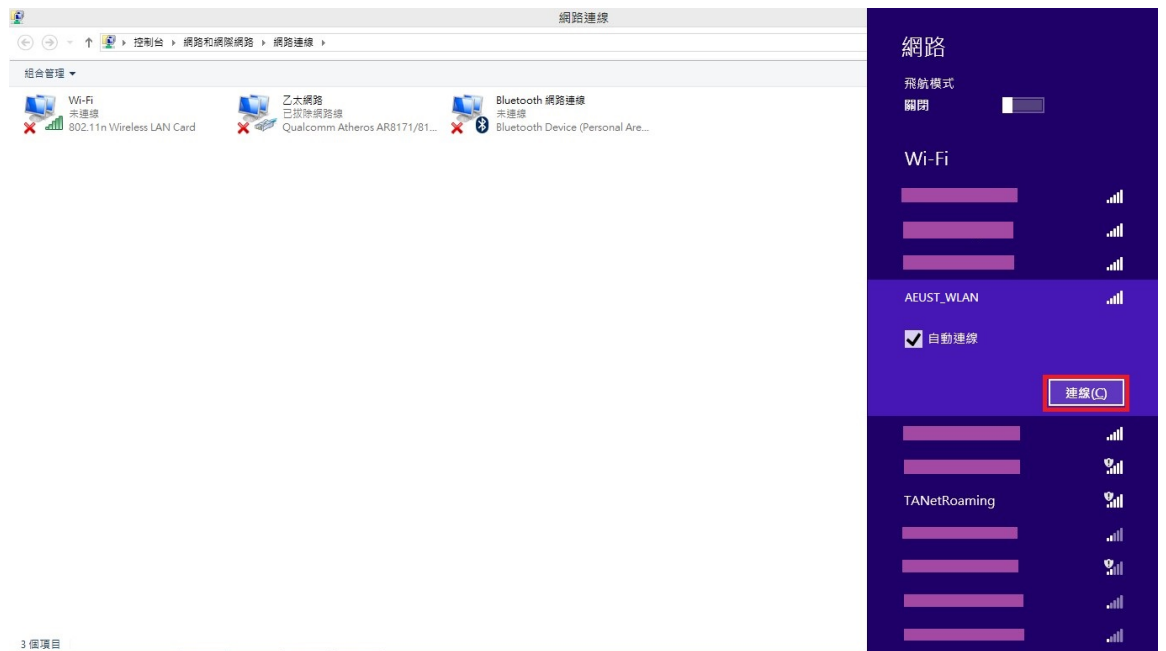 網路連線
控制台 ▸ 網路和網際網路 ▸ 網路連線 ▸
組合管理 ▾
Wi-Fi
未連線
802.11n Wireless LAN Card
乙太網路
已拔除網路線
Qualcomm Atheros AR8171/81...
Bluetooth 網路連線
未連線
Bluetooth Device (Personal Are...
3 個項目
網路
飛航模式
關閉
Wi-Fi
AEUST_WLAN
自動連線
連線(C)
TANetRoaming